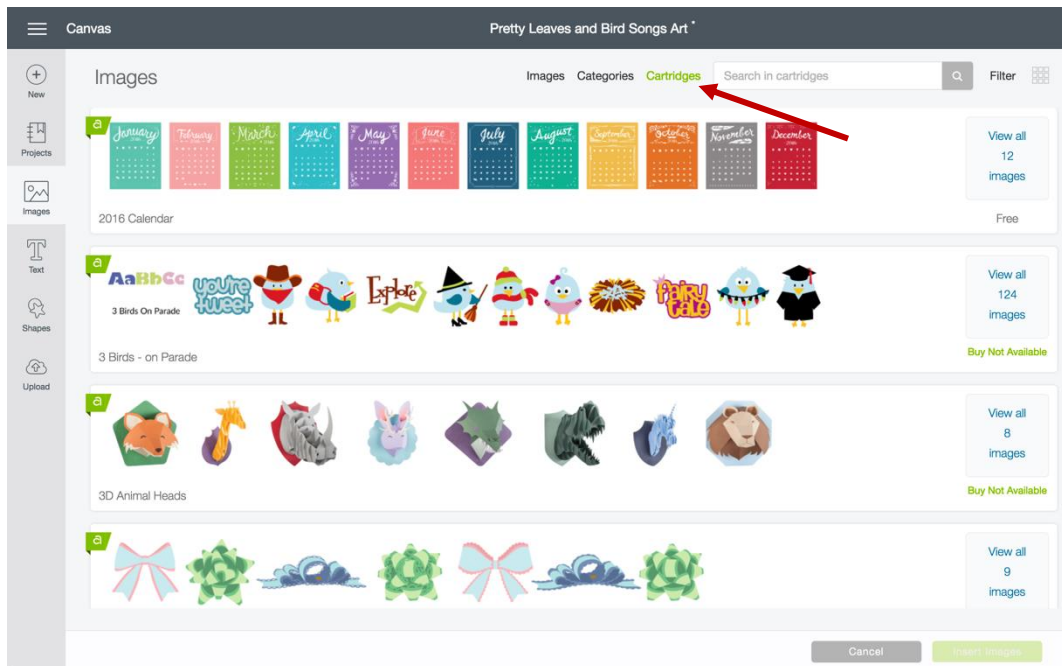 Canvas
Pretty Leaves and Bird Songs Art *
New
Projects
Images
Text
Shapes
Upload
Images
Images Categories Cartridges Search in cartridges Filter
January February March April May June July August September October November December
View all
12
images
2016 Calendar
Free
AaBbCc
3 Birds On Parade
you're
tweet
Explore
Fairy
Tale
View all
124
images
3 Birds - on Parade
Buy Not Available
View all
8
images
3D Animal Heads
Buy Not Available
View all
9
images
Cancel Insert Images